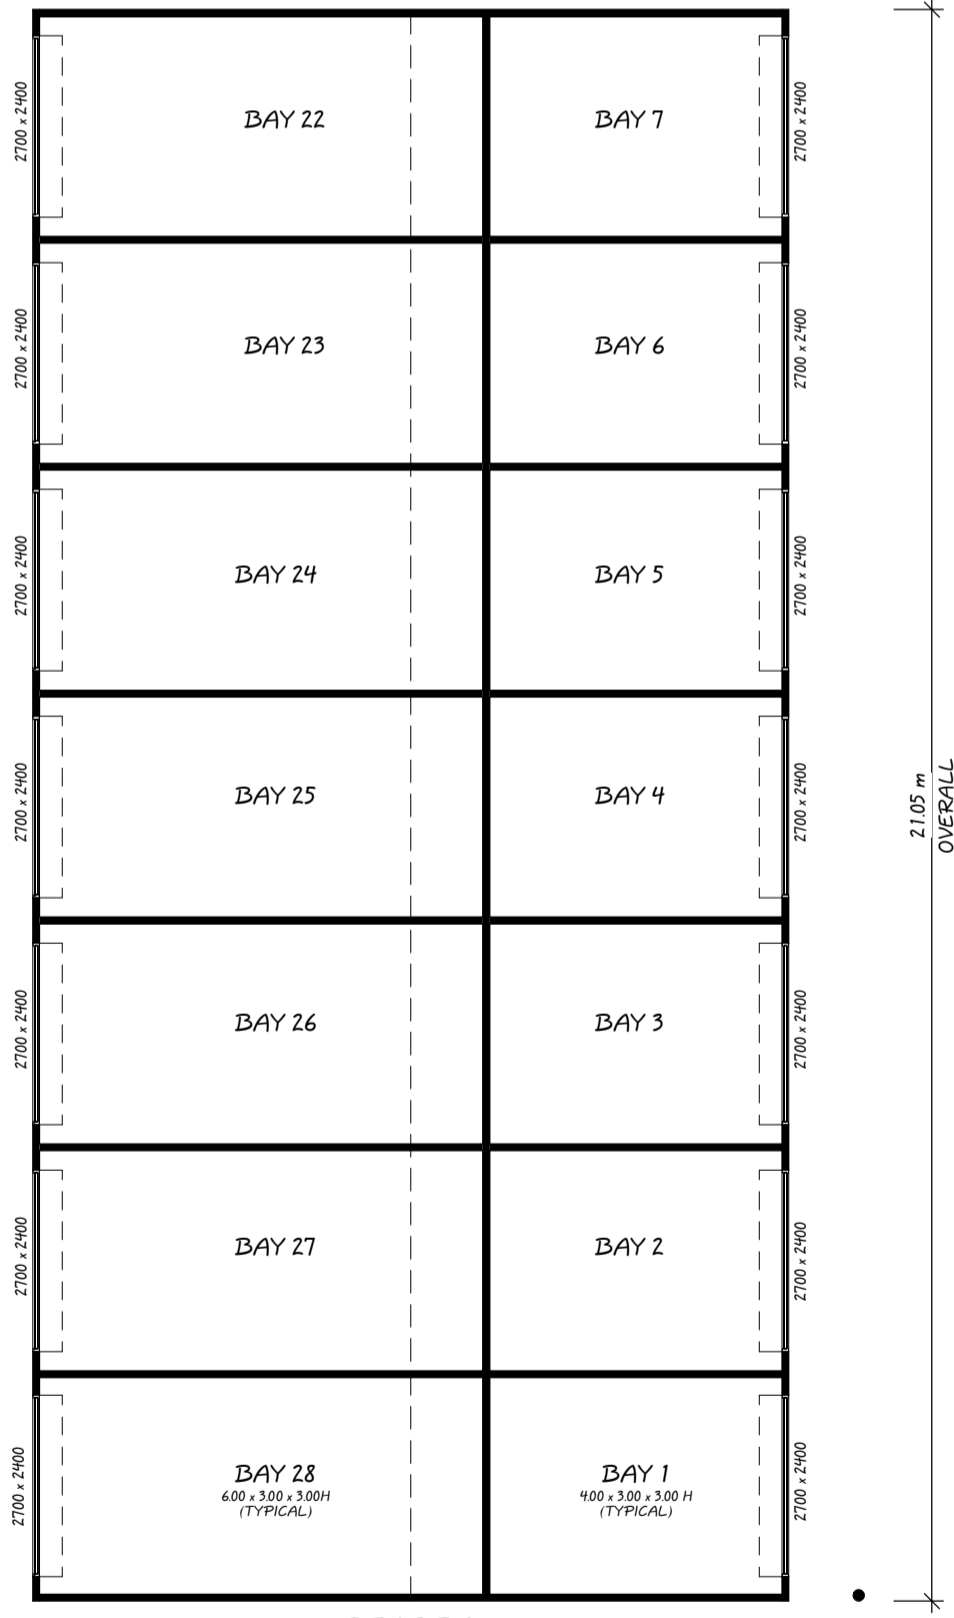 2700 x 2400
BAY 22
BAY 7
2700 x 2400
2700 x 2400
BAY 23
BAY 6
2700 x 2400
2700 x 2400
BAY 24
BAY 5
2700 x 2400
2700 x 2400
BAY 25
BAY 4
2700 x 2400
21.05 m
OVERALL
2700 x 2400
BAY 26
BAY 3
2700 x 2400
2700 x 2400
BAY 27
BAY 2
2700 x 2400
2700 x 2400
BAY 28
6.00 x 3.00 x 3.00H
(TYPICAL)
BAY 1
4.00 x 3.00 x 3.00 H
(TYPICAL)
2700 x 2400